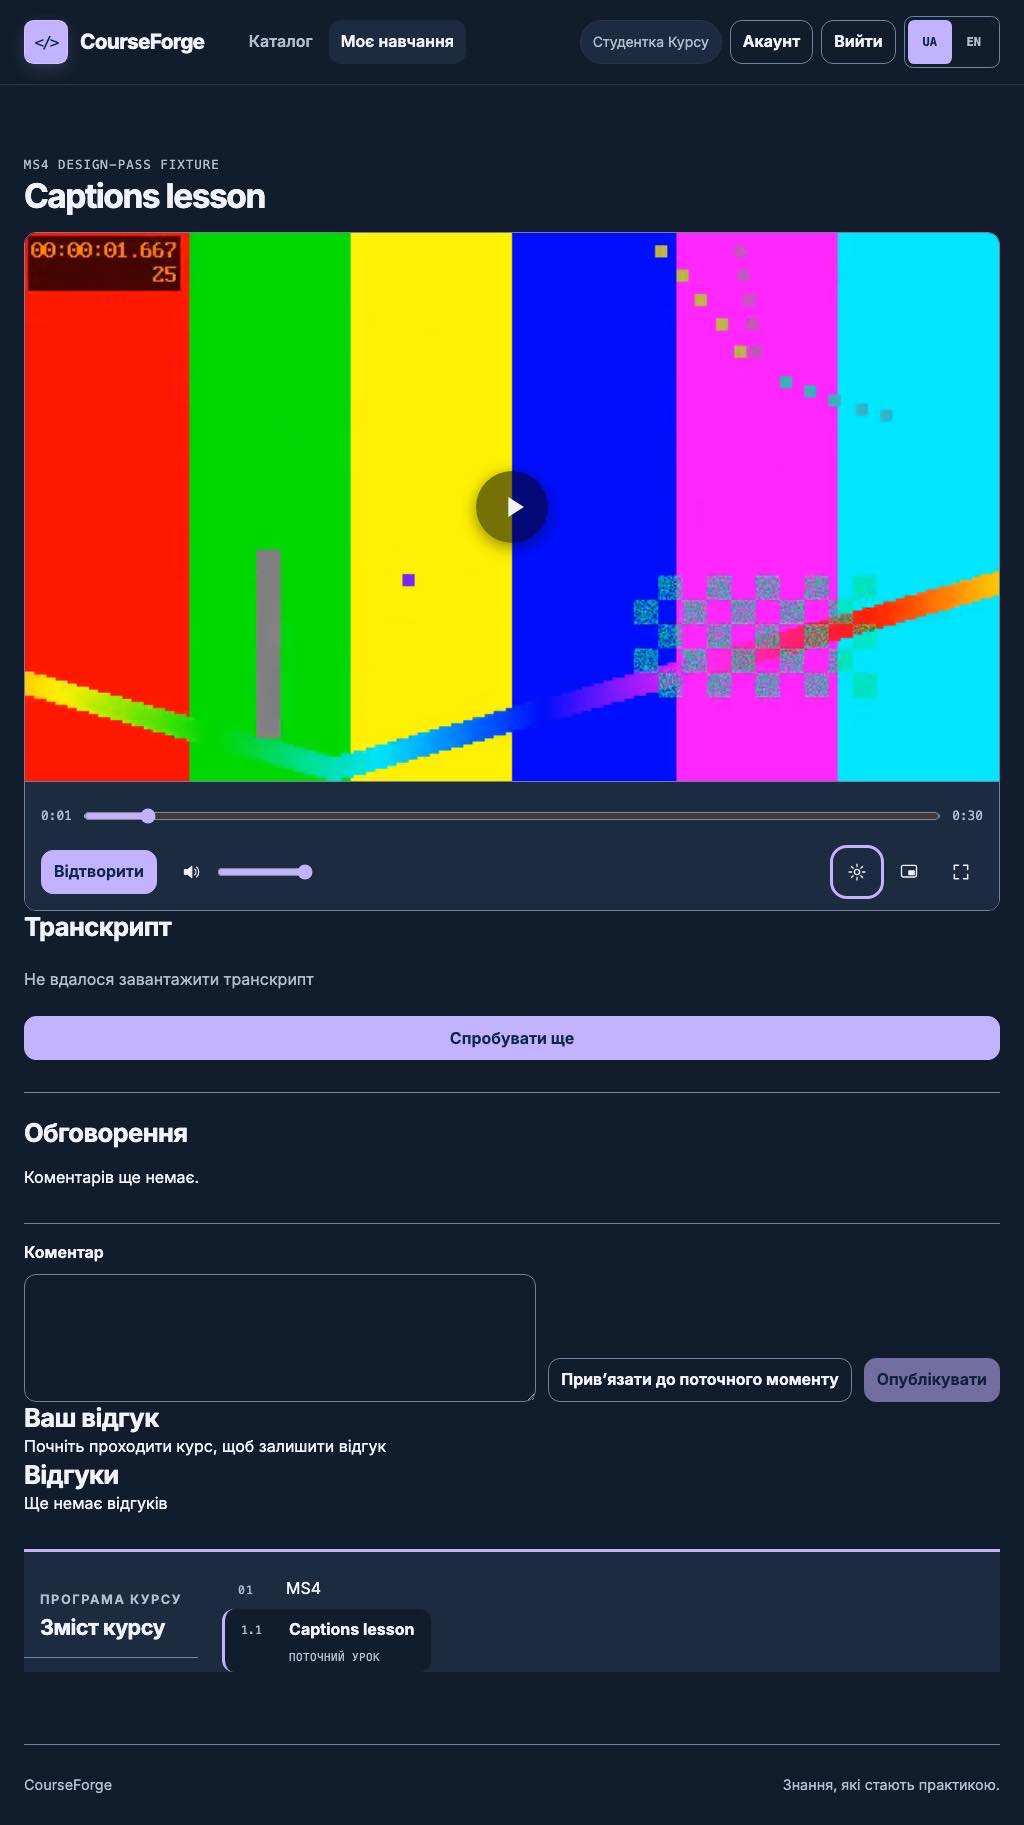 </> CourseForge Каталог Моє навчання Студентка Курсу Акаунт Вийти UA EN
MS4 DESIGN-PASS FIXTURE
Captions lesson
00:00:01.667
25
0:01 0:30
Відтворити
Транскрипт
Не вдалося завантажити транскрипт
Спробувати ще
Обговорення
Коментарів ще немає.
Коментар
Прив’язати до поточного моменту Опублікувати
Ваш відгук
Почніть проходити курс, щоб залишити відгук
Відгуки
Ще немає відгуків
ПРОГРАМА КУРСУ
Зміст курсу
01 MS4
1.1 Captions lesson
ПОТОЧНИЙ УРОК
CourseForge Знання, які стають практикою.